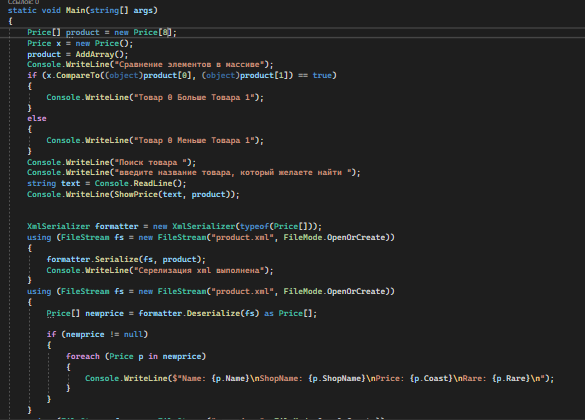 static void Main(string[] args)
{
Price[] product = new Price[8];
Price x = new Price();
product = AddArray();
Console.WriteLine("Сравнение элементов в массиве");
if (x.CompareTo((object)product[0], (object)product[1]) == true)
{
Console.WriteLine("Товар 0 Больше Товара 1");
}
else
{
Console.WriteLine("Товар 0 Меньше Товара 1");
}
Console.WriteLine("Поиск товара ");
Console.WriteLine("введите название товара, который желаете найти ");
string text = Console.ReadLine();
Console.WriteLine(ShowPrice(text, product));
XmlSerializer formatter = new XmlSerializer(typeof(Price[]));
using (FileStream fs = new FileStream("product.xml", FileMode.OpenOrCreate))
{
formatter.Serialize(fs, product);
Console.WriteLine("Серелизация xml выполнена");
}
using (FileStream fs = new FileStream("product.xml", FileMode.OpenOrCreate))
{
Price[] newprice = formatter.Deserialize(fs) as Price[];
if (newprice != null)
{
foreach (Price p in newprice)
{
Console.WriteLine($"Name: {p.Name}\nShopName: {p.ShopName}\nPrice: {p.Coast}\nRare: {p.Rare}\n");
}
}
}